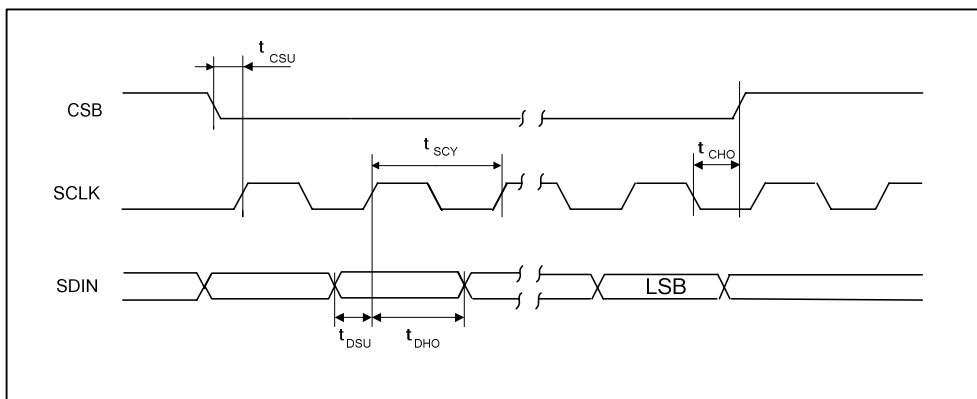 t CSU
CSB
t SCY
t CHO
SCLK
SDIN
LSB
t DSU
t DHO